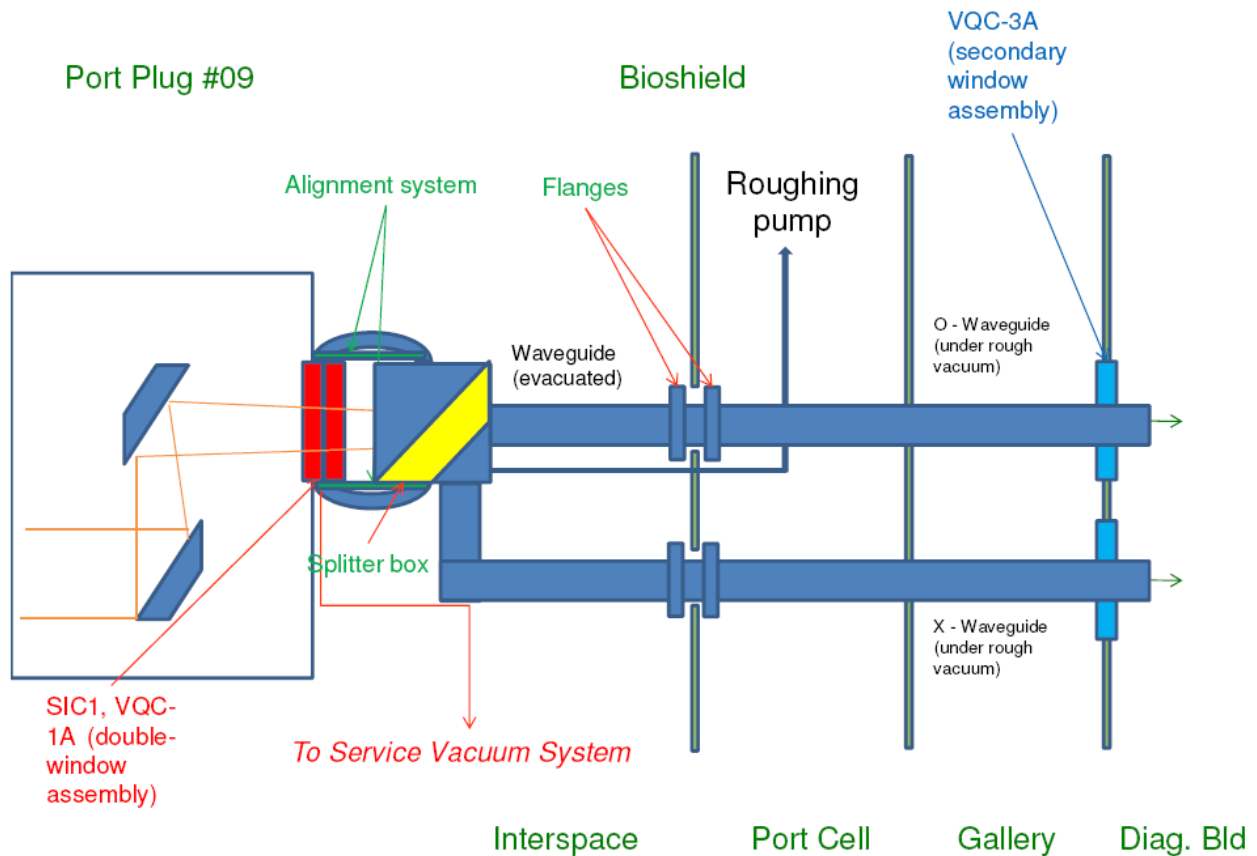 VQC-3A
(secondary
window
assembly)
Port Plug #09
Bioshield
Alignment system
Flanges
Roughing
pump
O - Waveguide
(under rough
vacuum)
Waveguide
(evacuated)
Splitter box
X - Waveguide
(under rough
vacuum)
SIC1, VQC-
1A (double-
window
assembly)
To Service Vacuum System
Interspace
Port Cell
Gallery
Diag. Bld